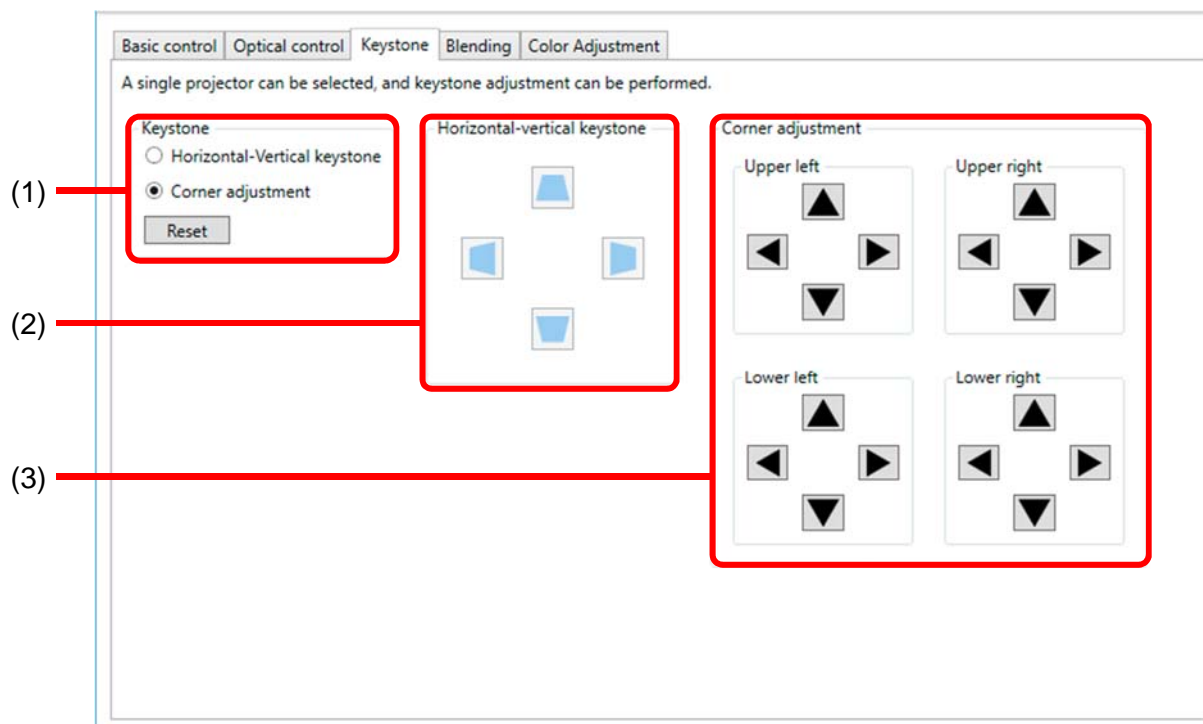 Basic control Optical control Keystone Blending Color Adjustment
A single projector can be selected, and keystone adjustment can be performed.
(1)
Keystone
Horizontal-Vertical keystone
Corner adjustment
Reset
(2)
Horizontal-vertical keystone
(3)
Corner adjustment
Upper left Upper right
Lower left Lower right